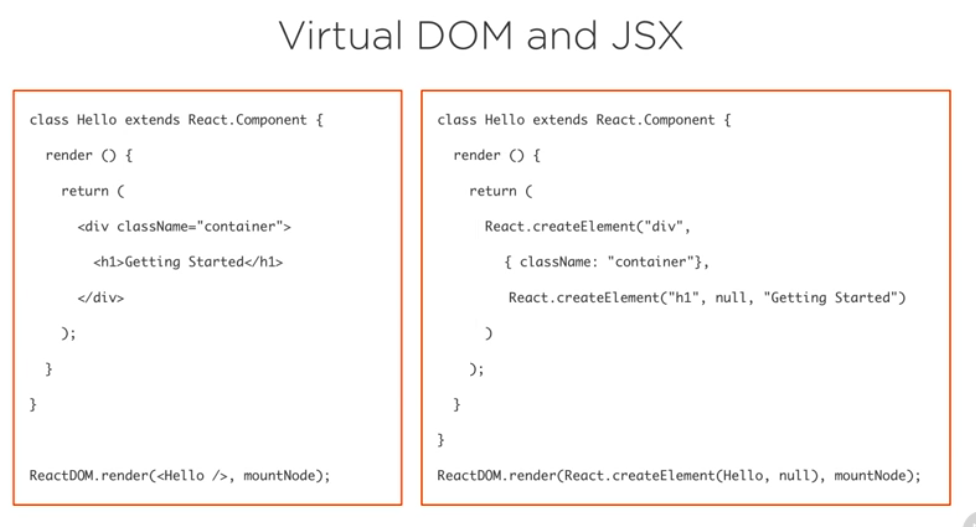 Virtual DOM and JSX
class Hello extends React.Component {
render () {
return (
<div className="container">
<h1>Getting Started</h1>
</div>
);
}
}
ReactDOM.render(<Hello />, mountNode);
class Hello extends React.Component {
render () {
return (
React.createElement("div",
{ className: "container"},
React.createElement("h1", null, "Getting Started")
)
);
}
}
ReactDOM.render(React.createElement(Hello, null), mountNode);